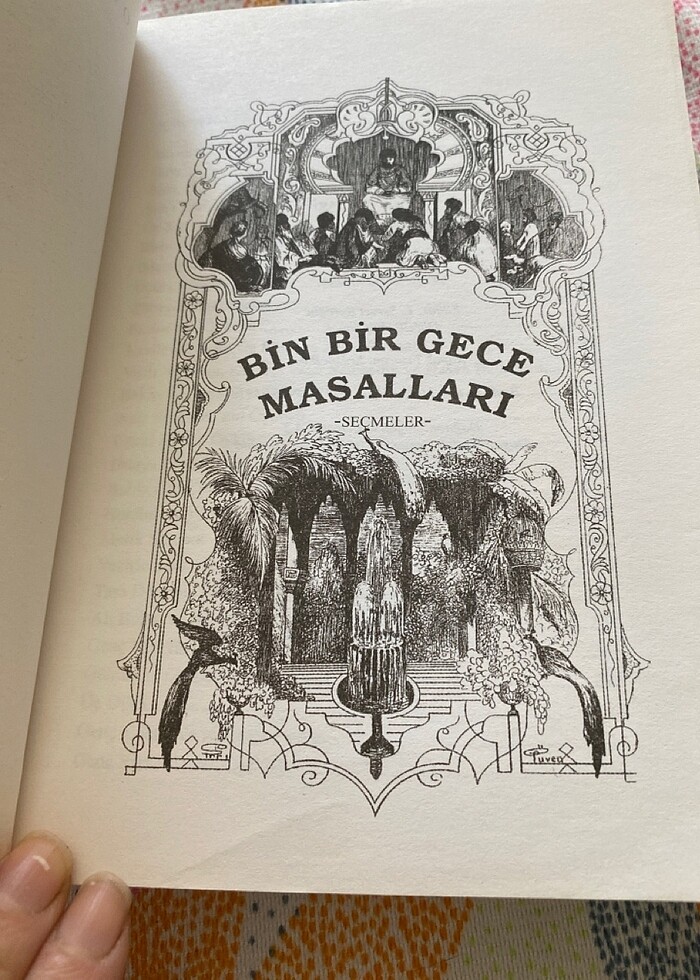 BİN BİR GECE
MASALLARI
-SEÇMELER-